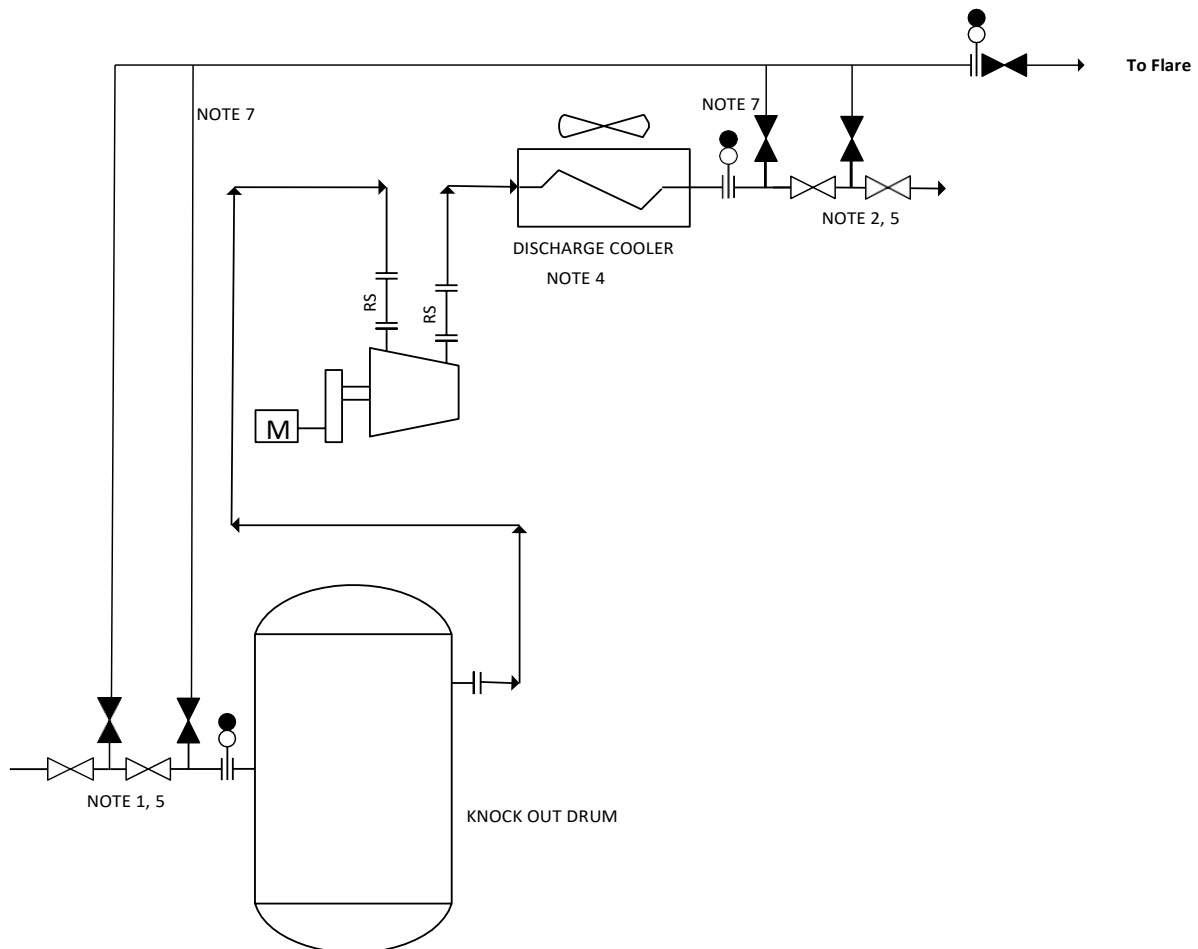 To Flare
NOTE 7
NOTE 7
NOTE 2, 5
DISCHARGE COOLER
NOTE 4
RS
RS
M
NOTE 1, 5
KNOCK OUT DRUM